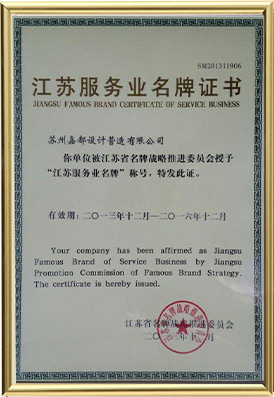 SM201311906
江苏服务业名牌证书
JIANGSU FAMOUS BRAND CERTIFICATE OF SERVICE BUSINESS
苏州嘉都设计营造有限公司
你单位被江苏省名牌战略推进委员会授予
“江苏服务业名牌”称号，特发此证。
有效期：二〇一三年十二月—二〇一六年十二月
Your company has been affirmed as Jiangsu
Famous Brand of Service Business by Jiangsu
Promotion Commission of Famous Brand Strategy.
The certificate is hereby issued.
江苏省名牌战略推进委员会